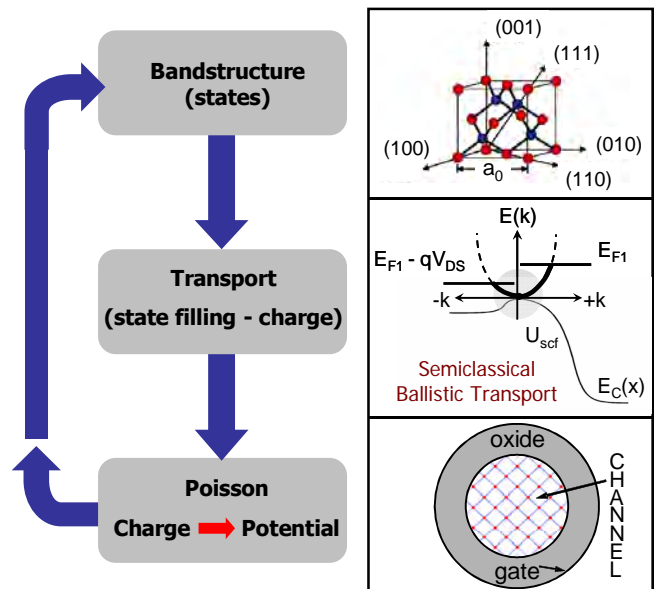 Bandstructure
(states)
Transport
(state filling - charge)
Poisson
Charge Potential
(001)
(111)
(100)
(010)
(110)
a0
E(k)
EF1 - qVDS
EF1
-k
+k
Uscf
Semiclassical
Ballistic Transport
EC(x)
oxide
gate
CHANNEL